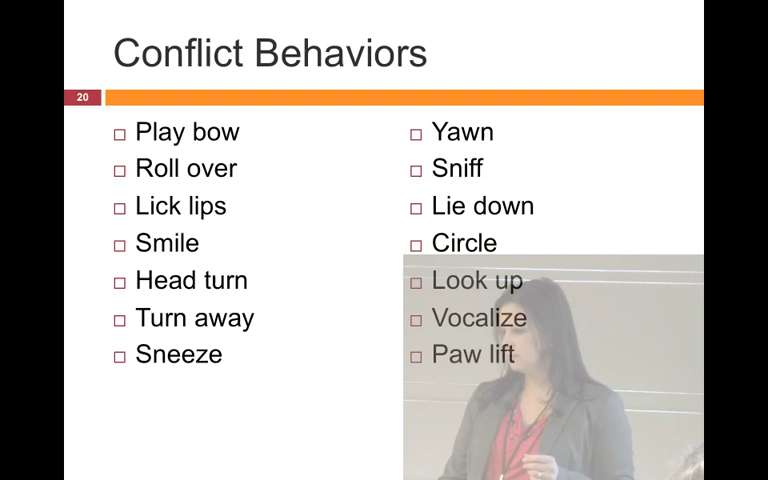 Conflict Behaviors
20
Play bow
Roll over
Lick lips
Smile
Head turn
Turn away
Sneeze
Yawn
Sniff
Lie down
Circle
Look up
Vocalize
Paw lift